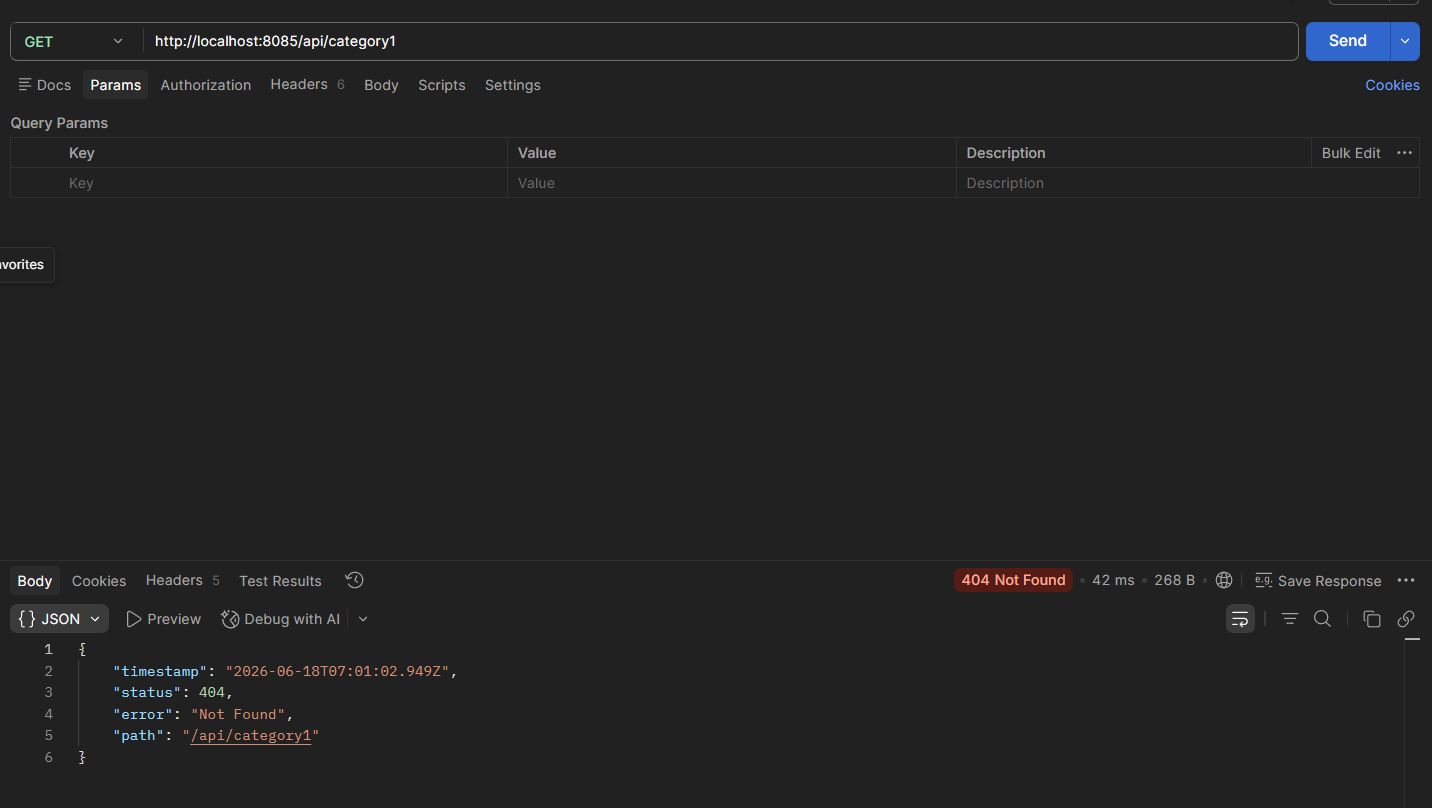 GET http://localhost:8085/api/category1 Send
Docs Params Authorization Headers 6 Body Scripts Settings Cookies
Query Params
Key Value Description Bulk Edit
Key Value Description
avorites
Body Cookies Headers 5 Test Results 404 Not Found • 42 ms • 268 B • e.g. Save Response
{} JSON Preview Debug with AI
1 {
2 "timestamp": "2026-06-18T07:01:02.949Z",
3 "status": 404,
4 "error": "Not Found",
5 "path": "/api/category1"
6 }